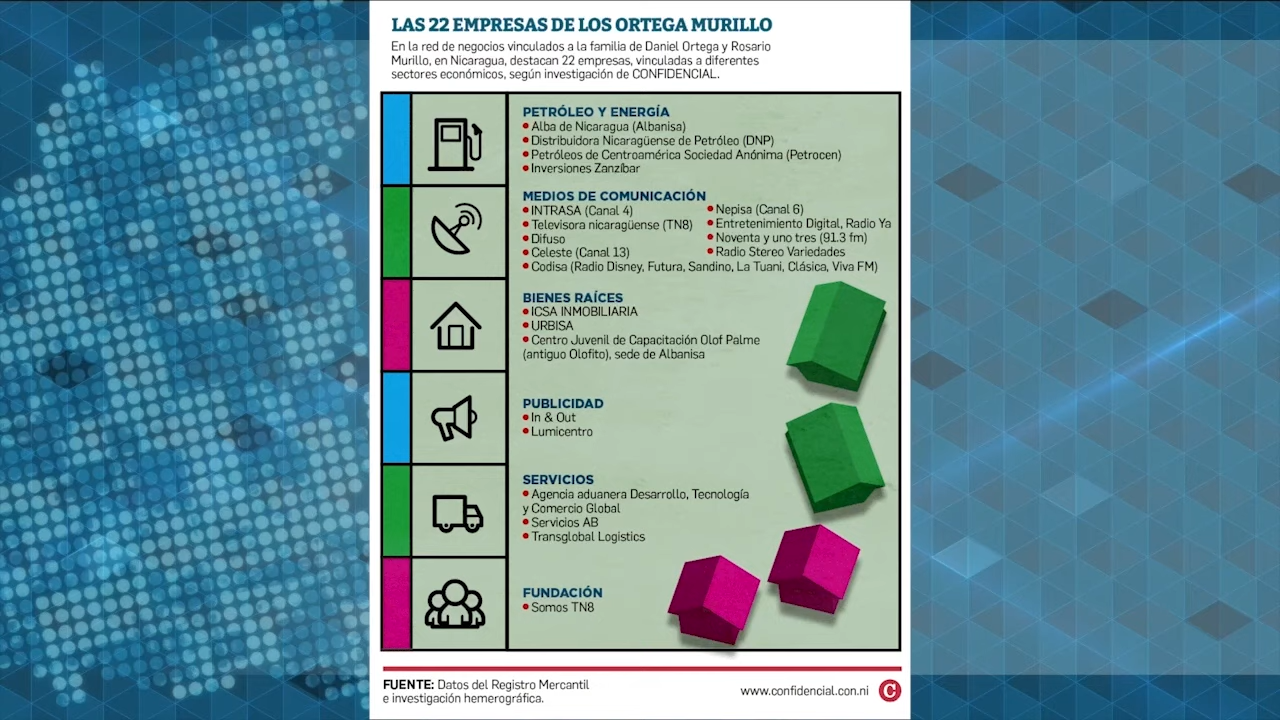 LAS 22 EMPRESAS DE LOS ORTEGA MURILLO
En la red de negocios vinculados a la familia de Daniel Ortega y Rosario
Murillo, en Nicaragua, destacan 22 empresas, vinculadas a diferentes
sectores económicos, según investigación de CONFIDENCIAL.
PETRÓLEO Y ENERGÍA
• Alba de Nicaragua (Albanisa)
• Distribuidora Nicaragüense de Petróleo (DNP)
• Petróleos de Centroamérica Sociedad Anónima (Petrocen)
• Inversiones Zanzíbar
MEDIOS DE COMUNICACIÓN
• INTRASA (Canal 4)
• Televisora nicaragüense (TN8)
• Difuso
• Celeste (Canal 13)
• Codisa (Radio Disney, Futura, Sandino, La Tuani, Clásica, Viva FM)
• Nepisa (Canal 6)
• Entretenimiento Digital, Radio Ya
• Noventa y uno tres (91.3 fm)
• Radio Stereo Variedades
BIENES RAÍCES
• ICSA INMOBILIARIA
• URBISA
• Centro Juvenil de Capacitación Olof Palme
(antiguo Olofito), sede de Albanisa
PUBLICIDAD
• In & Out
• Lumicentro
SERVICIOS
• Agencia aduanera Desarrollo, Tecnología
y Comercio Global
• Servicios AB
• Transglobal Logistics
FUNDACIÓN
• Somos TN8
FUENTE: Datos del Registro Mercantil
e investigación hemerográfica.
www.confidencial.con.ni
C